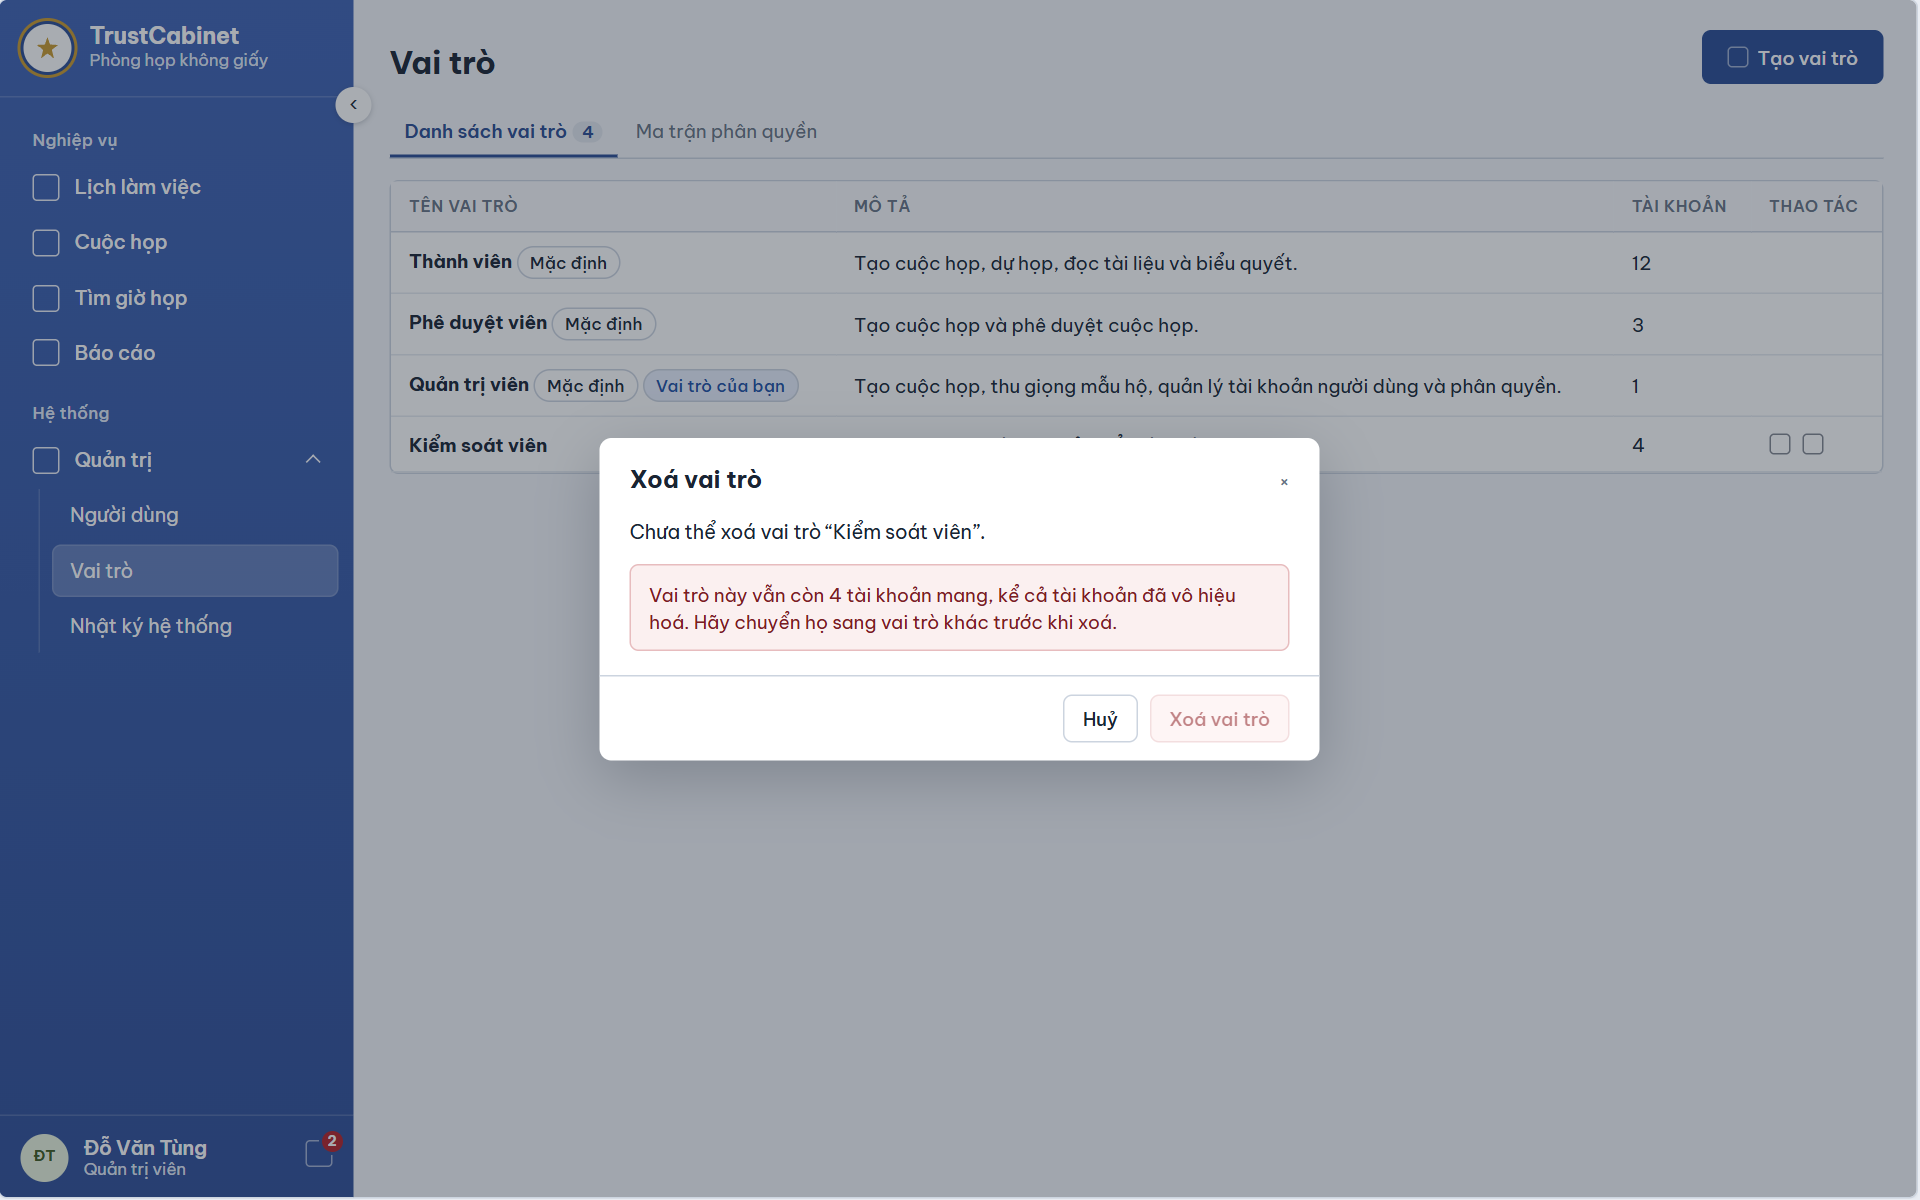 TrustCabinet
Phòng họp không giấy
Nghiệp vụ
Lịch làm việc
Cuộc họp
Tìm giờ họp
Báo cáo
Hệ thống
Quản trị
Người dùng
Vai trò
Nhật ký hệ thống
ĐT
Đỗ Văn Tùng
Quản trị viên
2
Vai trò
Tạo vai trò
Danh sách vai trò 4
Ma trận phân quyền
TÊN VAI TRÒ MÔ TẢ TÀI KHOẢN THAO TÁC
Thành viên Mặc định Tạo cuộc họp, dự họp, đọc tài liệu và biểu quyết. 12
Phê duyệt viên Mặc định Tạo cuộc họp và phê duyệt cuộc họp. 3
Quản trị viên Mặc định Vai trò của bạn Tạo cuộc họp, thu giọng mẫu hộ, quản lý tài khoản người dùng và phân quyền. 1
Kiểm soát viên 4
Xoá vai trò
×
Chưa thể xoá vai trò “Kiểm soát viên”.
Vai trò này vẫn còn 4 tài khoản mang, kể cả tài khoản đã vô hiệu
hoá. Hãy chuyển họ sang vai trò khác trước khi xoá.
Huỷ
Xoá vai trò